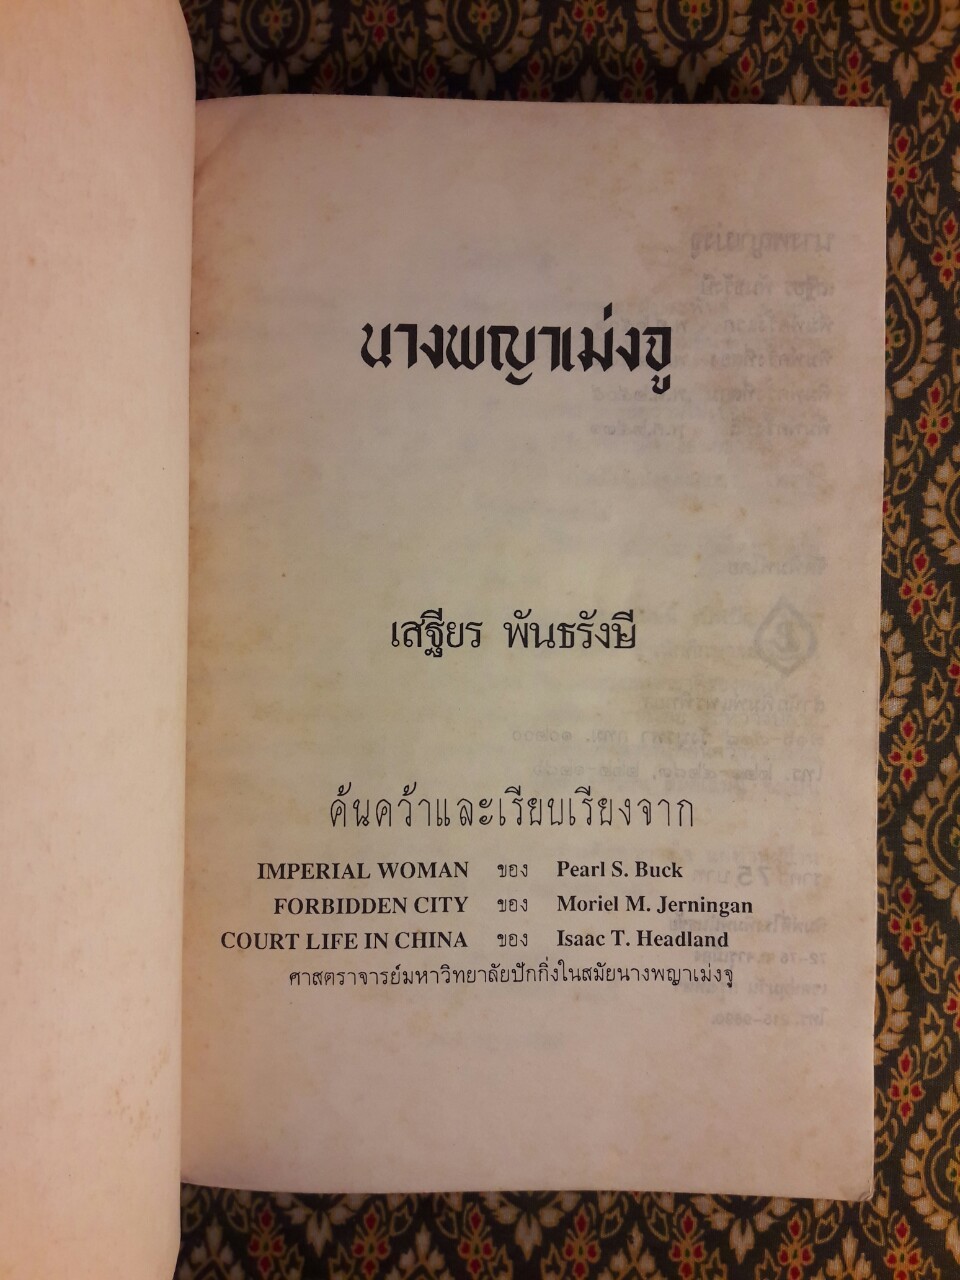 นางพญาเม่งจู
เสฐียร พันธรังษี
ค้นคว้าและเรียบเรียงจาก
IMPERIAL WOMAN ของ Pearl S. Buck
FORBIDDEN CITY ของ Moriel M. Jerningan
COURT LIFE IN CHINA ของ Isaac T. Headland
ศาสตราจารย์มหาวิทยาลัยปักกิ่งในสมัยนางพญาเม่งจู